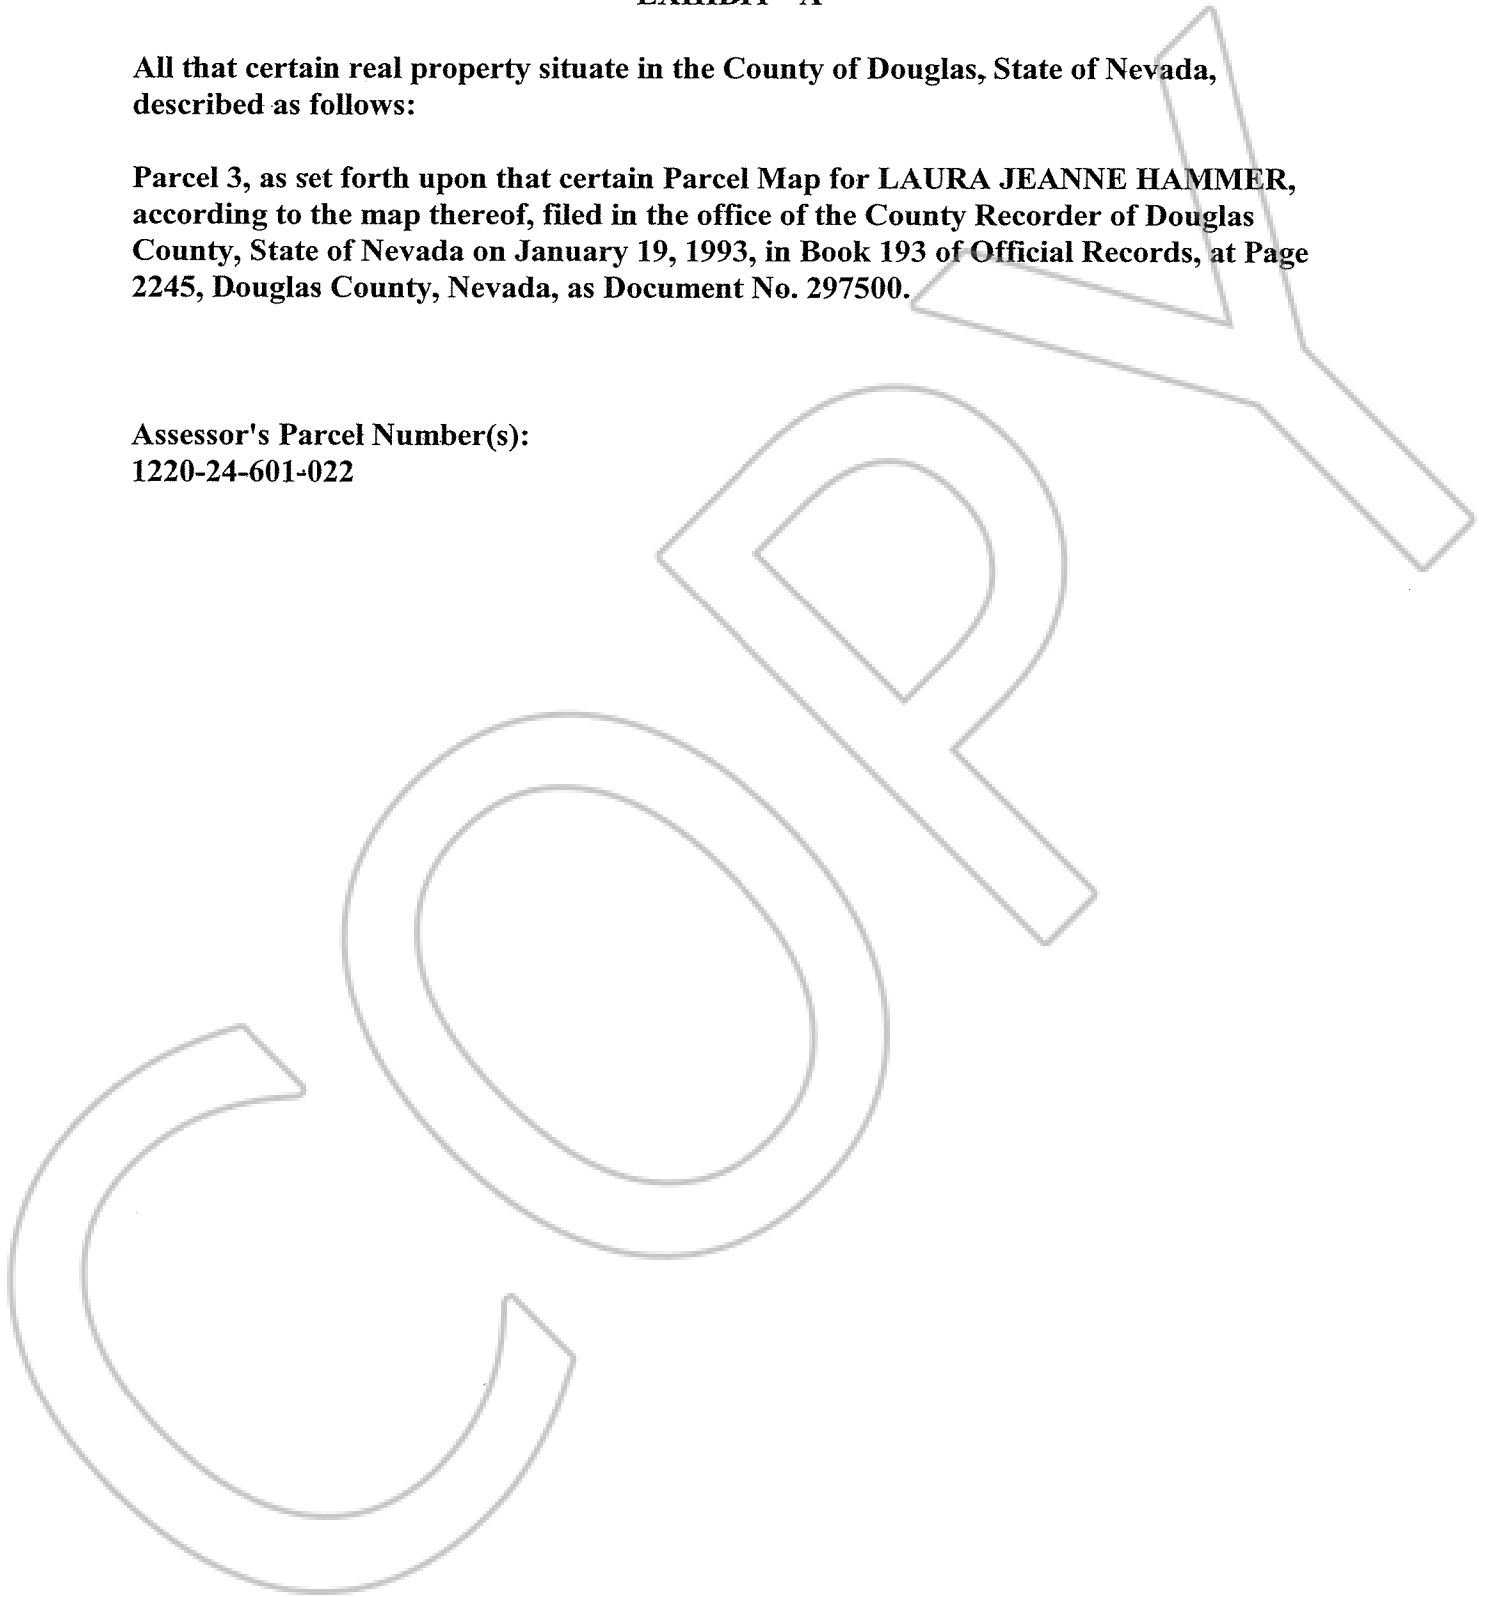 EXHIBIT "A"
All that certain real property situate in the County of Douglas, State of Nevada,
described as follows:
Parcel 3, as set forth upon that certain Parcel Map for LAURA JEANNE HAMMER,
according to the map thereof, filed in the office of the County Recorder of Douglas
County, State of Nevada on January 19, 1993, in Book 193 of Official Records, at Page
2245, Douglas County, Nevada, as Document No. 297500.
Assessor's Parcel Number(s):
1220-24-601-022
COPY